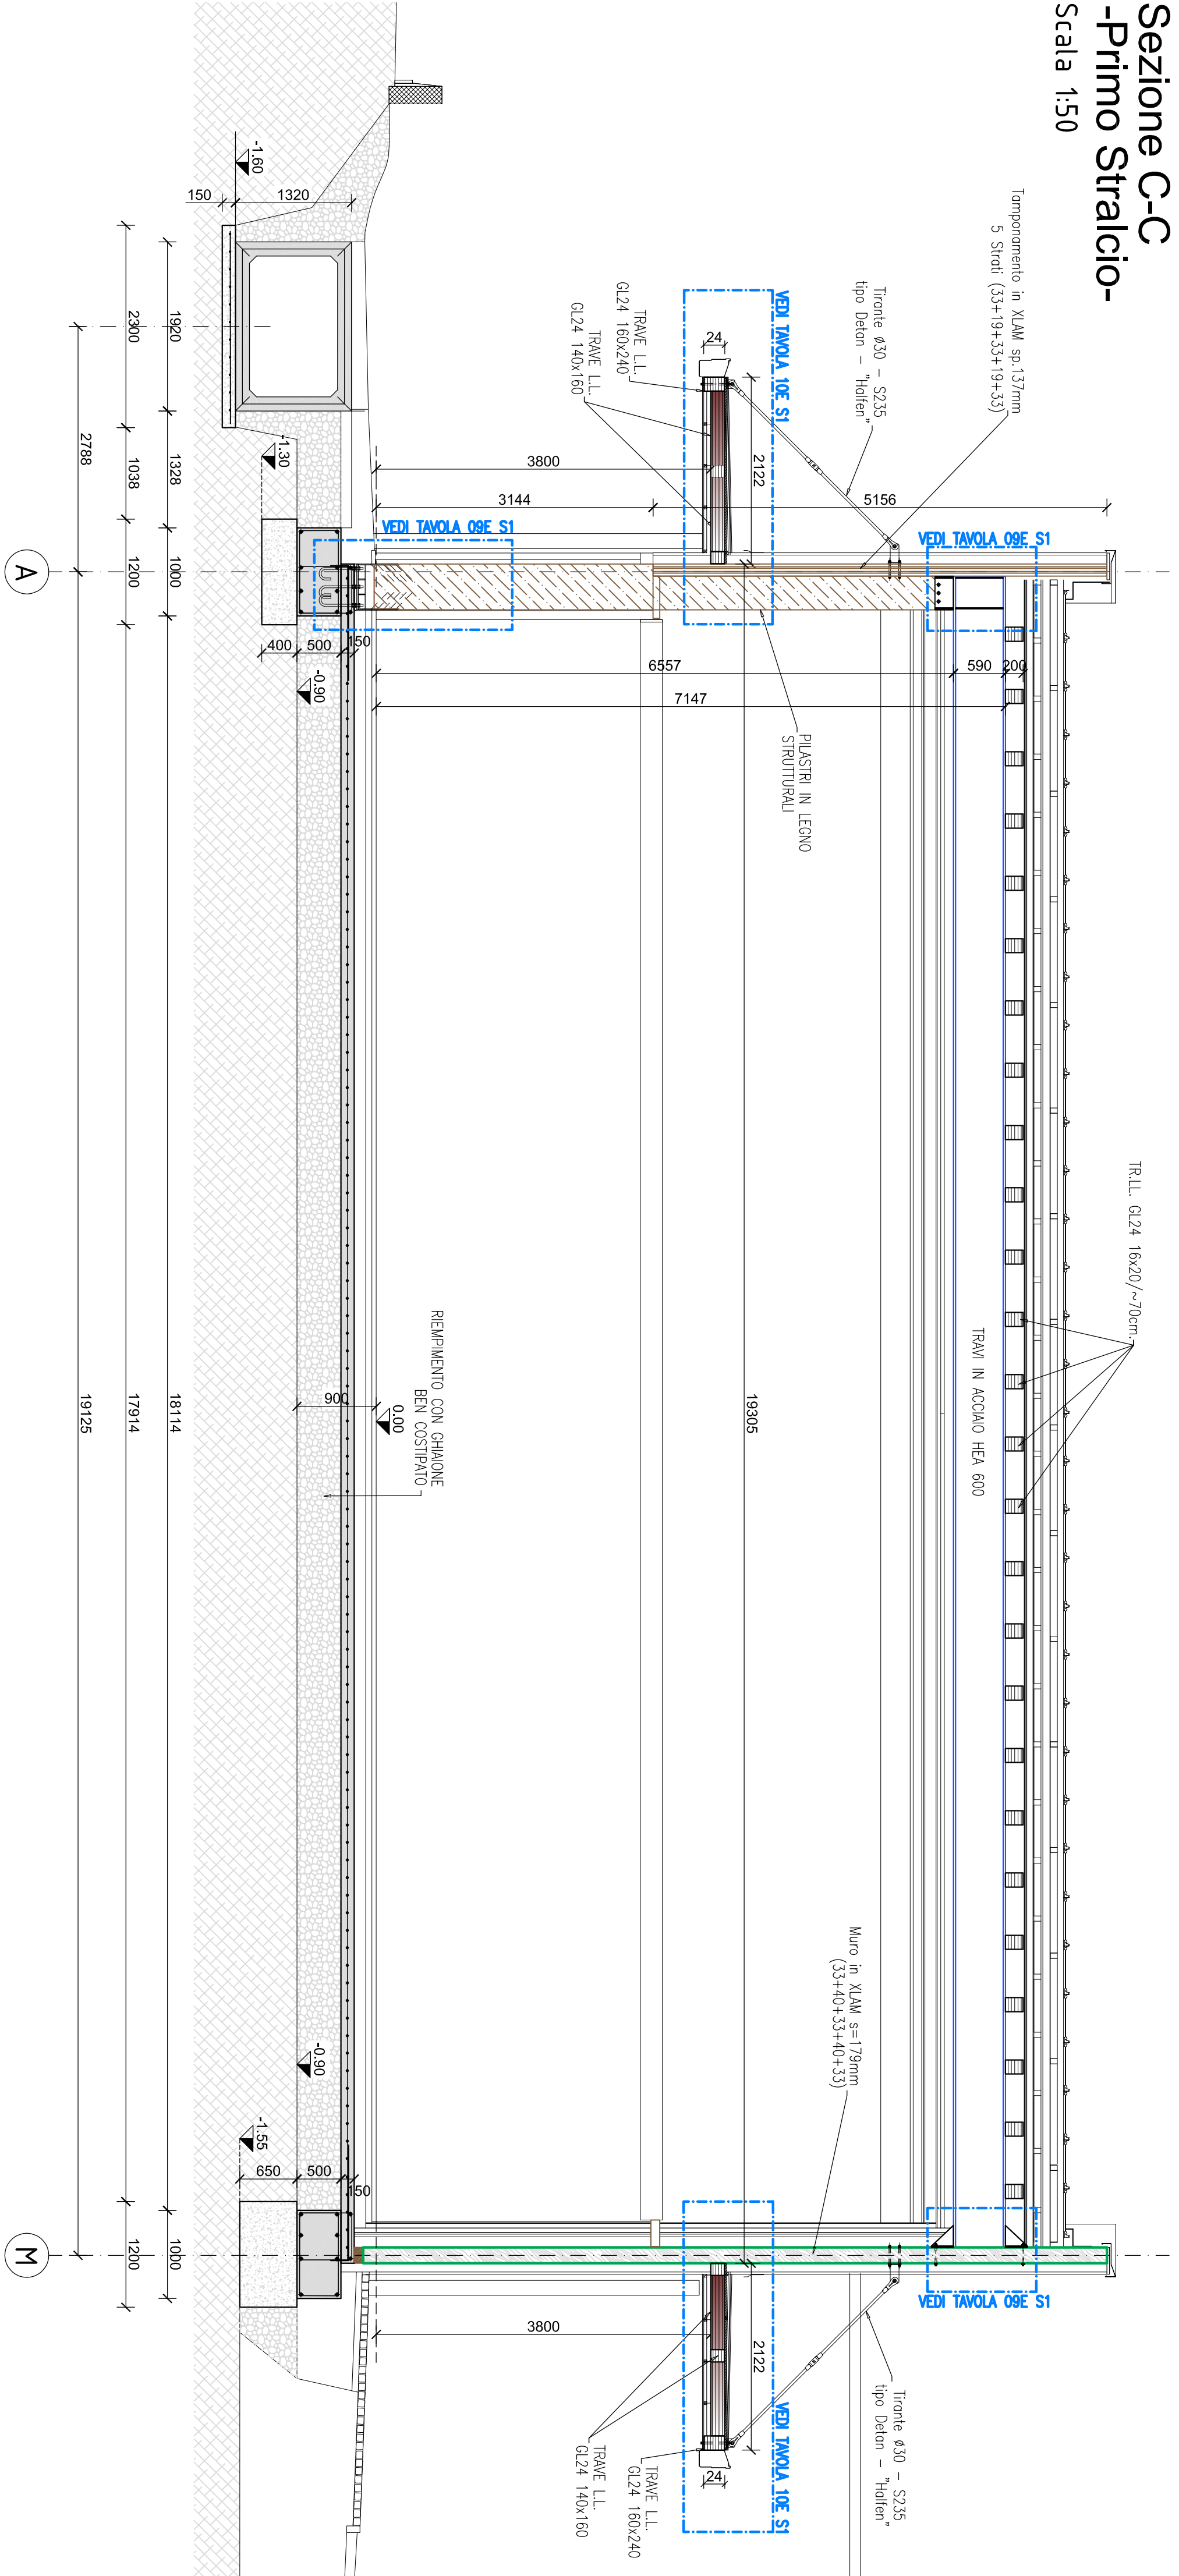 Sezione C-C
-Primo Stralcio-
Scala 1:50
Tamponamento in XLAM sp.137mm
5 Strati (33+19+33+19+33)
TR.LL. GL24 16x20/~70cm.
TRAVI IN ACCIAIO HEA 600
Tirante ø30 - S235
tipo Detan - "Halfen"
VEDI TAVOLA 10E S1
TRAVE L.L.
GL24 160x240
TRAVE L.L.
GL24 140x160
VEDI TAVOLA 09E S1
VEDI TAVOLA 09E S1
PILASTRI IN LEGNO
STRUTTURALI
Muro in XLAM s=179mm
(33+40+33+40+33)
VEDI TAVOLA 09E S1
Tirante ø30 - S235
tipo Detan - "Halfen"
VEDI TAVOLA 10E S1
TRAVE L.L.
GL24 160x240
TRAVE L.L.
GL24 140x160
RIEMPIMENTO CON GHIAIONE
BEN COSTIPATO
24
2122
3800
3144
5156
6557
590
200
7147
19305
2122
24
3800
900
0.00
-1.60
150
1320
-1.30
400
500
150
-0.90
-0.90
-1.55
650
500
150
1920
1328
1000
18114
1000
2300
1038
1200
17914
1200
2788
19125
A
M